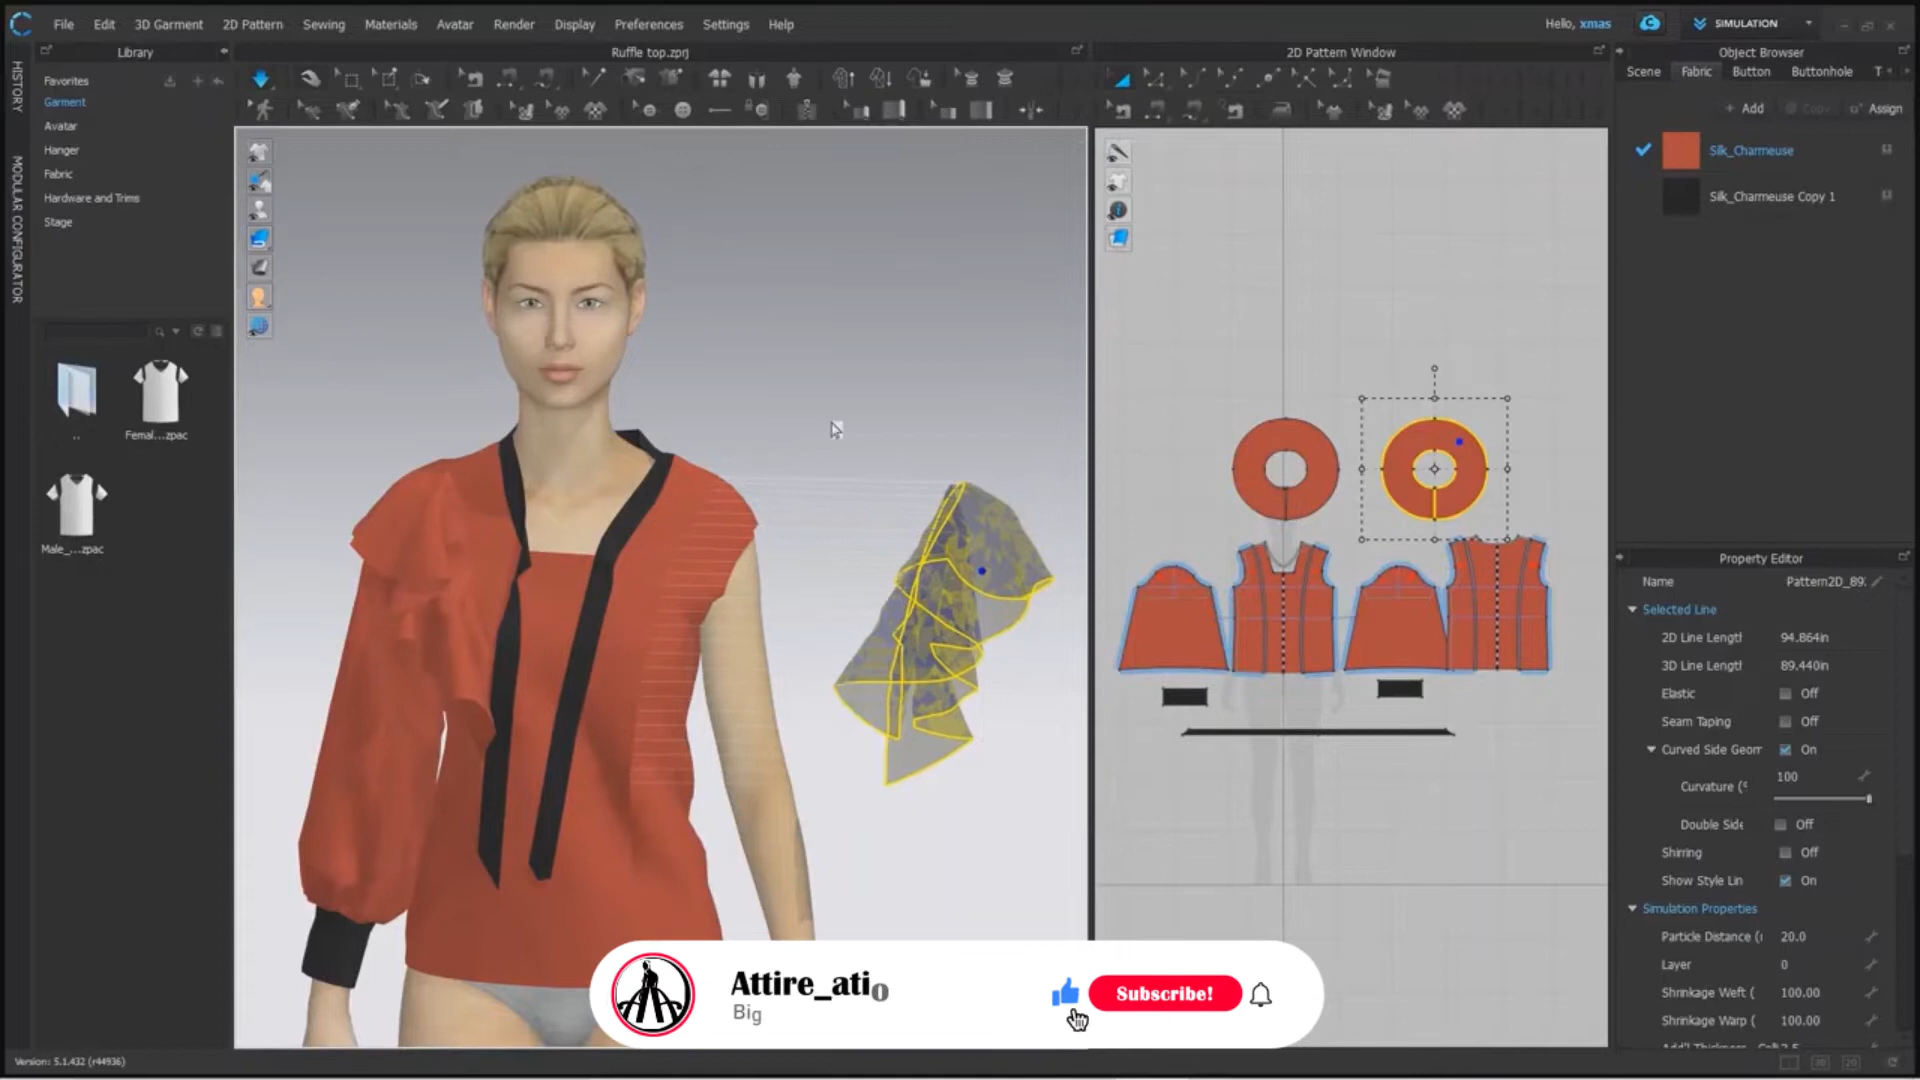 File Edit 3D Garment 2D Pattern Sewing Materials Avatar Render Display Preferences Settings Help
Hello, xmas
SIMULATION
Library
Ruffle top.zprj
2D Pattern Window
Object Browser
HISTORY
MODULAR CONFIGURATOR
Favorites
Garment
Avatar
Hanger
Fabric
Hardware and Trims
Stage
..
Femal...zpac
Male_...zpac
Scene Fabric Button Buttonhole T
+ Add Copy Assign
Silk_Charmeuse
Silk_Charmeuse Copy 1
Property Editor
Name Pattern2D_89
Selected Line
2D Line Length 94.864in
3D Line Length 89.440in
Elastic Off
Seam Taping Off
Curved Side Geom On
Curvature ( 100
Double Side Off
Shirring Off
Show Style Lin On
Simulation Properties
Particle Distance ( 20.0
Layer 0
Shrinkage Weft ( 100.00
Shrinkage Warp ( 100.00
Attire_atio
Big
Subscribe!
Version: 5.1.432 (r44936)